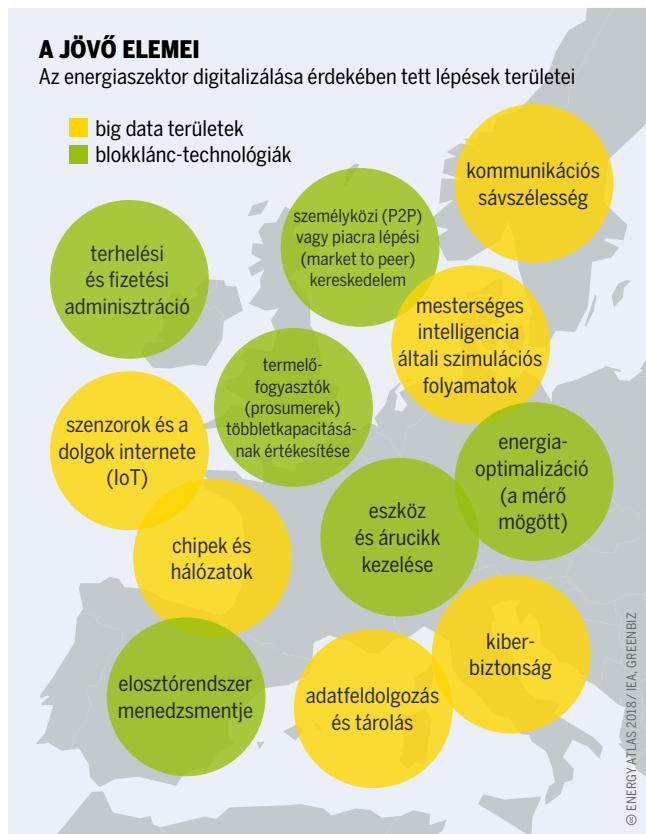 A JÖVŐ ELEMEI
Az energiaszektor digitalizálása érdekében tett lépések területei
big data területek
blokklánc-technológiák
kommunikációs
sávszélesség
személyközi (P2P)
vagy piacra lépési
(market to peer)
kereskedelem
terhelési
és fizetési
adminisztráció
mesterséges
intelligencia
általi szimulációs
folyamatok
termelő-
fogyasztók
(prosumerek)
többletkapacitásá-
nak értékesítése
szenzorok és a
dolgok internete
(IoT)
energia-
optimalizáció
(a mérő
mögött)
eszköz
és árucikk
kezelése
chipek és
hálózatok
kiber-
biztonság
elosztórendszer
menedzsmentje
adatfeldolgozás
és tárolás
© ENERGY ATLAS 2018 / IEA, GREENBIZ